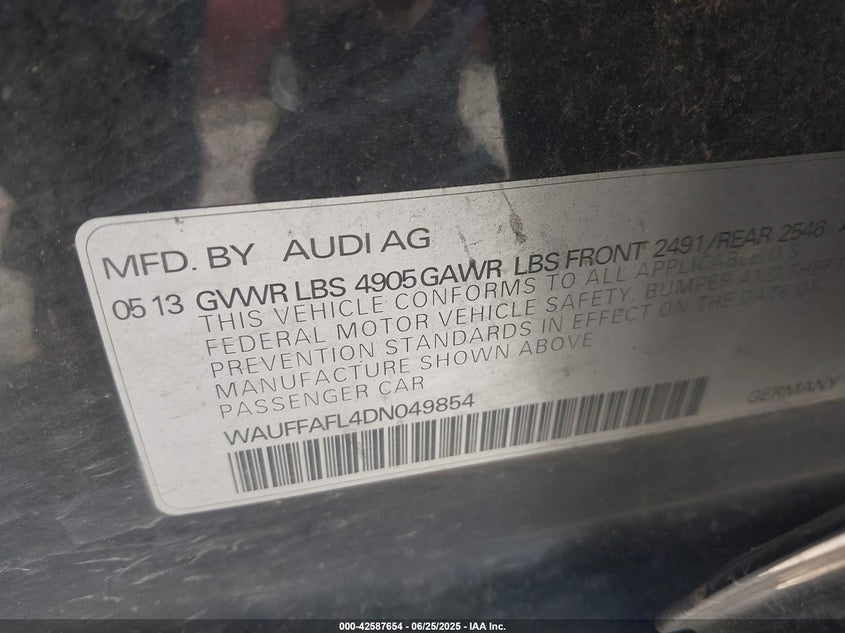 MFD. BY AUDI AG
05 13 GVWR LBS 4905 GAWR LBS FRONT 2491/REAR 2546
THIS VEHICLE CONFORMS TO ALL APPLICABLE U.S.
FEDERAL MOTOR VEHICLE SAFETY, BUMPER AND THEFT
PREVENTION STANDARDS IN EFFECT ON THE DATE OF
MANUFACTURE SHOWN ABOVE
PASSENGER CAR
WAUFFAFL4DN049854
GERMANY
000-42587654 - 06/25/2025 - IAA Inc.